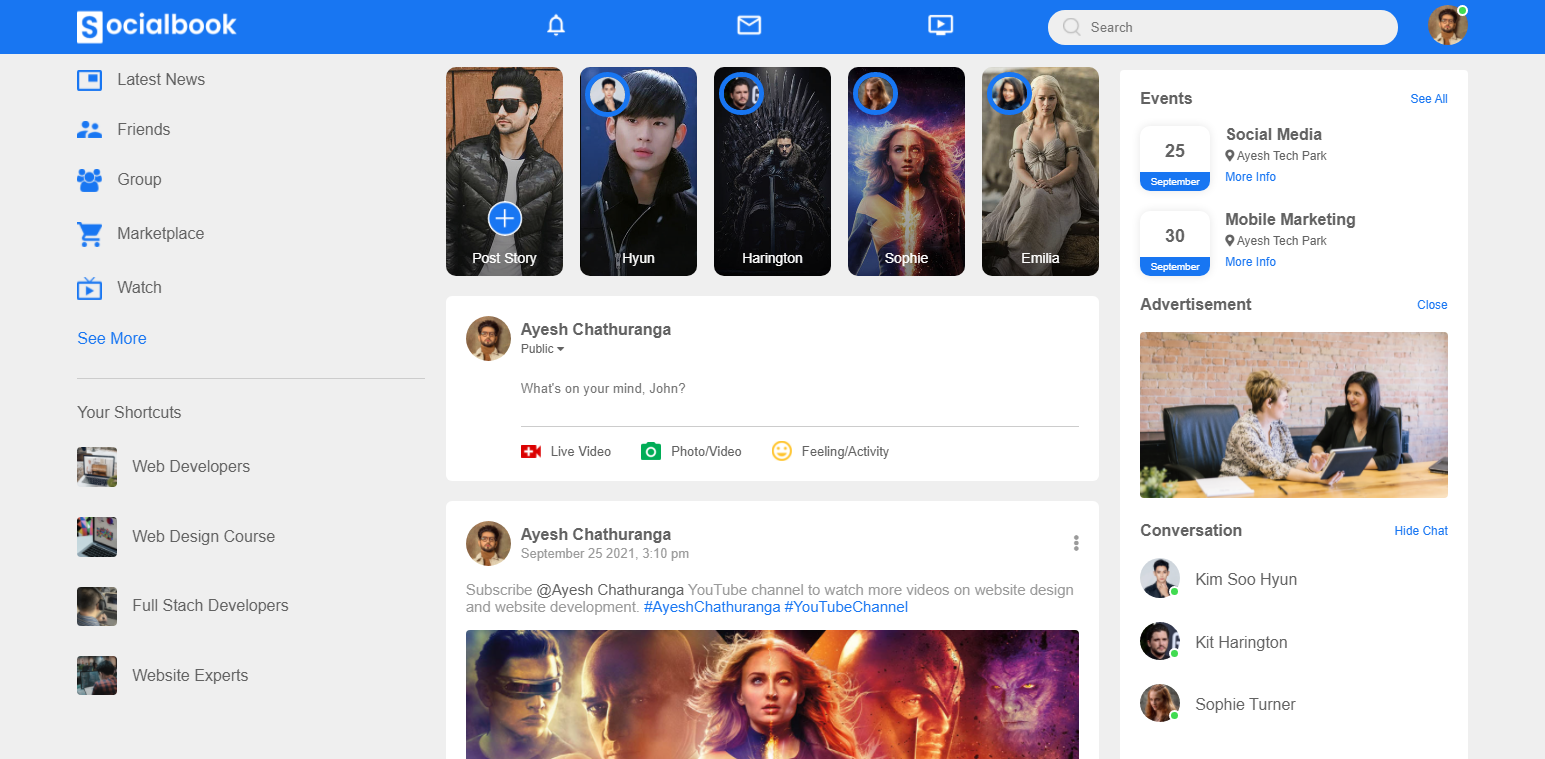 Socialbook
Search
Latest News
Friends
Group
Marketplace
Watch
See More
Your Shortcuts
Web Developers
Web Design Course
Full Stach Developers
Website Experts
Post Story
Hyun
Harington
Sophie
Emilia
Ayesh Chathuranga
Public
What's on your mind, John?
Live Video
Photo/Video
Feeling/Activity
Ayesh Chathuranga
September 25 2021, 3:10 pm
Subscribe @Ayesh Chathuranga YouTube channel to watch more videos on website design
and website development. #AyeshChathuranga #YouTubeChannel
Events
See All
25
September
Social Media
Ayesh Tech Park
More Info
30
September
Mobile Marketing
Ayesh Tech Park
More Info
Advertisement
Close
Conversation
Hide Chat
Kim Soo Hyun
Kit Harington
Sophie Turner